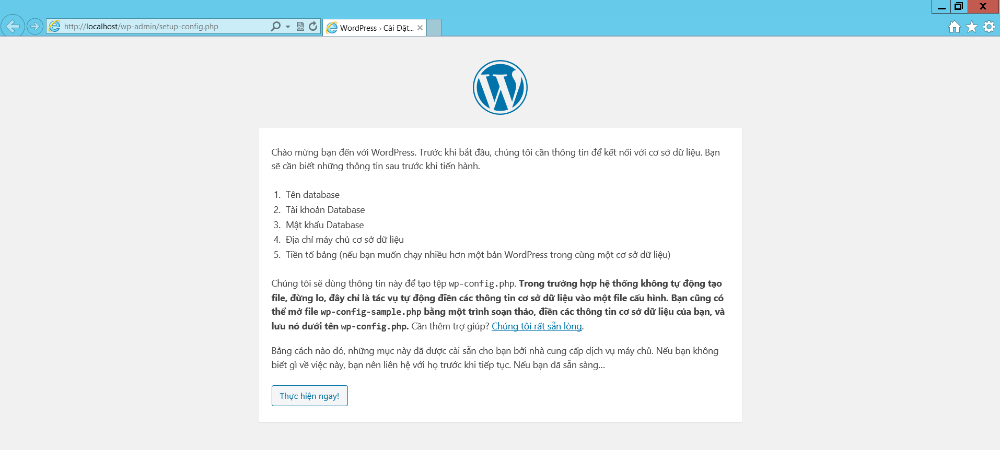 http://localhost/wp-admin/setup-config.php
WordPress › Cài Đặt...
Chào mừng bạn đến với WordPress. Trước khi bắt đầu, chúng tôi cần thông tin để kết nối với cơ sở dữ liệu. Bạn
sẽ cần biết những thông tin sau trước khi tiến hành.
1. Tên database
2. Tài khoản Database
3. Mật khẩu Database
4. Địa chỉ máy chủ cơ sở dữ liệu
5. Tiền tố bảng (nếu bạn muốn chạy nhiều hơn một bản WordPress trong cùng một cơ sở dữ liệu)
Chúng tôi sẽ dùng thông tin này để tạo tệp wp-config.php. Trong trường hợp hệ thống không tự động tạo
file, đừng lo, đây chỉ là tác vụ tự động điền các thông tin cơ sở dữ liệu vào một file cấu hình. Bạn cũng có
thể mở file wp-config-sample.php bằng một trình soạn thảo, điền các thông tin cơ sở dữ liệu của bạn, và
lưu nó dưới tên wp-config.php. Cần thêm trợ giúp? Chúng tôi rất sẵn lòng.
Bằng cách nào đó, những mục này đã được cài sẵn cho bạn bởi nhà cung cấp dịch vụ máy chủ. Nếu bạn không
biết gì về việc này, bạn nên liên hệ với họ trước khi tiếp tục. Nếu bạn đã sẵn sàng...
Thực hiện ngay!